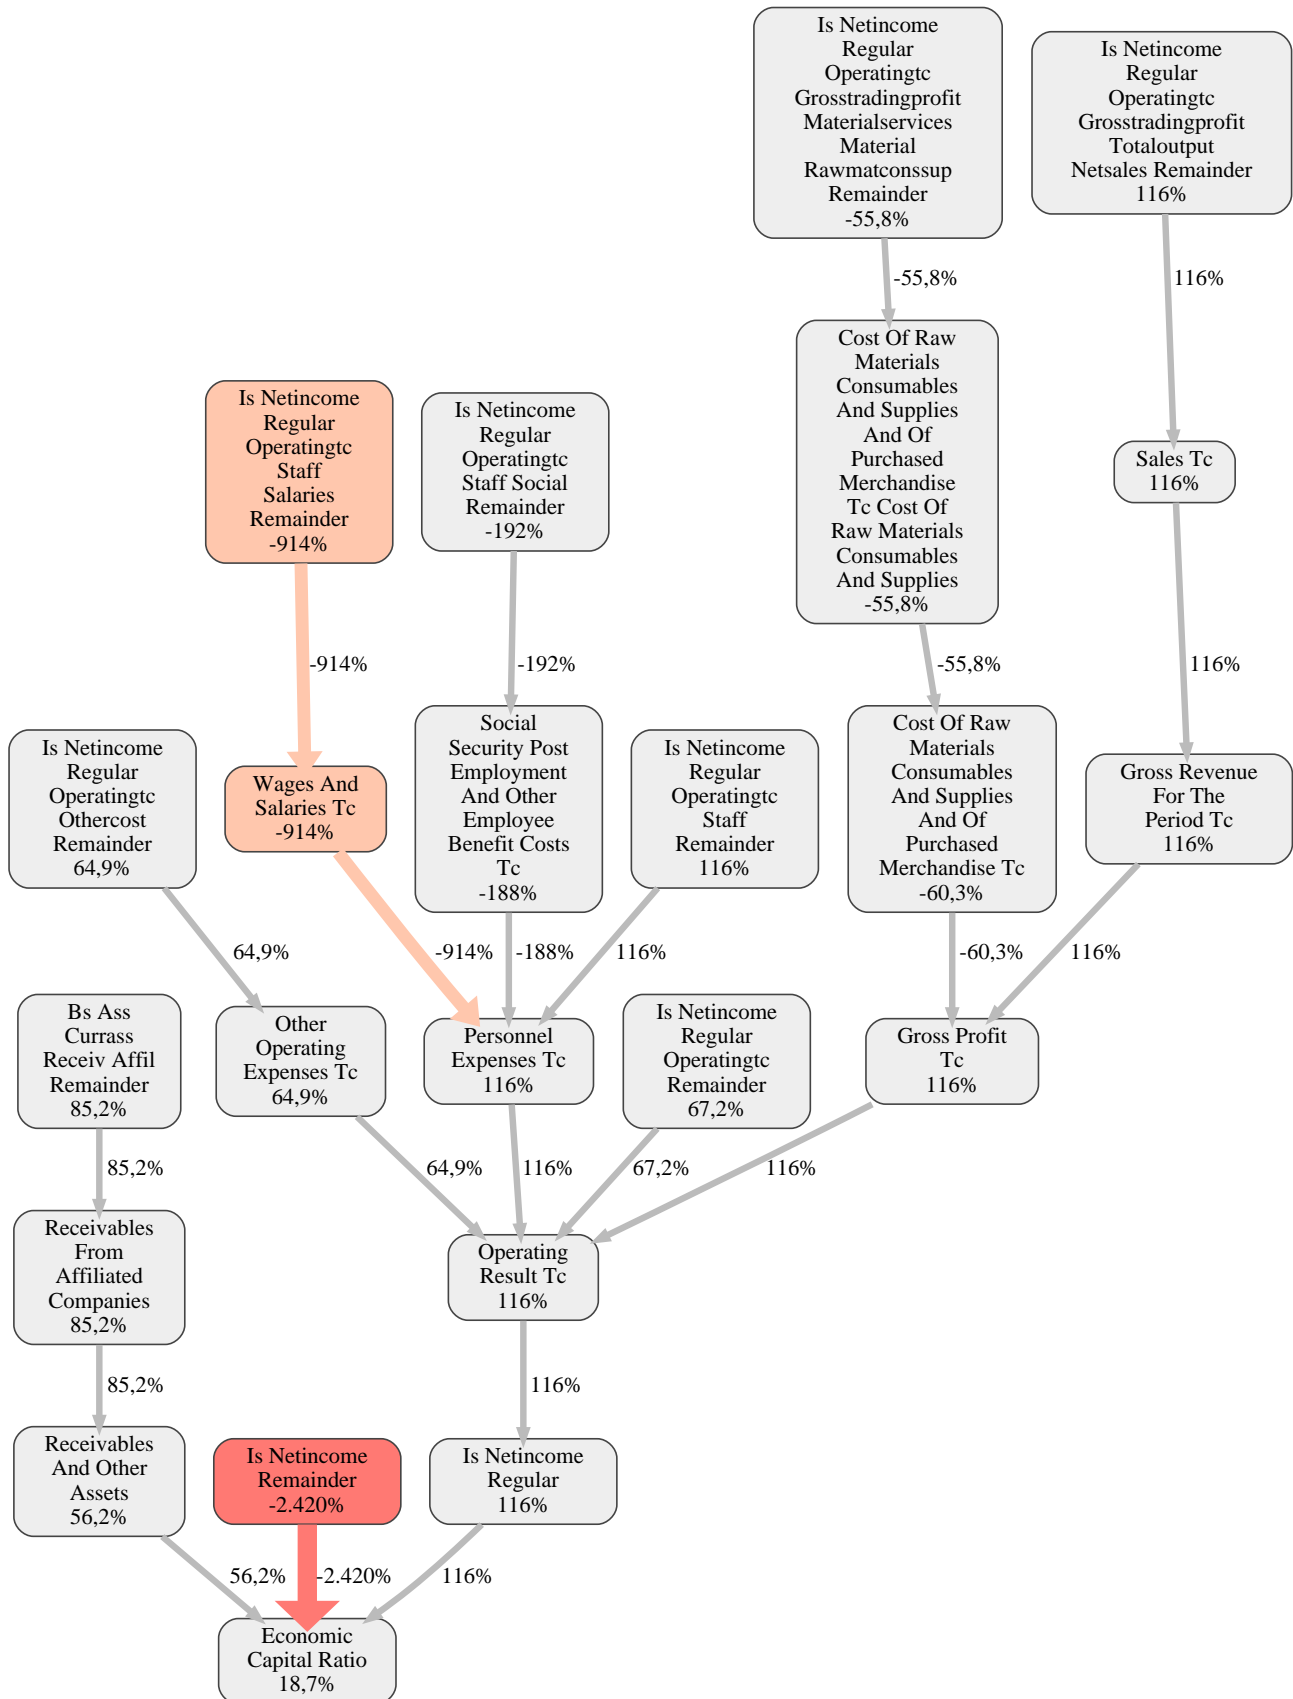 Is Netincome
Regular
Operatingtc
Grosstradingprofit
Materialservices
Material
Rawmatconssup
Remainder
-55,8%
Is Netincome
Regular
Operatingtc
Grosstradingprofit
Totaloutput
Netsales Remainder
116%
-55,8%
116%
Cost Of Raw
Materials
Consumables
And Supplies
And Of
Purchased
Merchandise
Tc Cost Of
Raw Materials
Consumables
And Supplies
-55,8%
Is Netincome
Regular
Operatingtc
Staff
Salaries
Remainder
-914%
Is Netincome
Regular
Operatingtc
Staff Social
Remainder
-192%
Sales Tc
116%
-914%
-192%
-55,8%
116%
Is Netincome
Regular
Operatingtc
Othercost
Remainder
64,9%
Wages And
Salaries Tc
-914%
Social
Security Post
Employment
And Other
Employee
Benefit Costs
Tc
-188%
Is Netincome
Regular
Operatingtc
Staff
Remainder
116%
Cost Of Raw
Materials
Consumables
And Supplies
And Of
Purchased
Merchandise Tc
-60,3%
Gross Revenue
For The
Period Tc
116%
64,9%
-914%
-188%
116%
-60,3%
116%
Bs Ass
Currass
Receiv Affil
Remainder
85,2%
Other
Operating
Expenses Tc
64,9%
Personnel
Expenses Tc
116%
Is Netincome
Regular
Operatingtc
Remainder
67,2%
Gross Profit
Tc
116%
85,2%
64,9%
116%
67,2%
116%
Receivables
From
Affiliated
Companies
85,2%
Operating
Result Tc
116%
85,2%
116%
Receivables
And Other
Assets
56,2%
Is Netincome
Remainder
-2.420%
Is Netincome
Regular
116%
56,2%
-2.420%
116%
Economic
Capital Ratio
18,7%